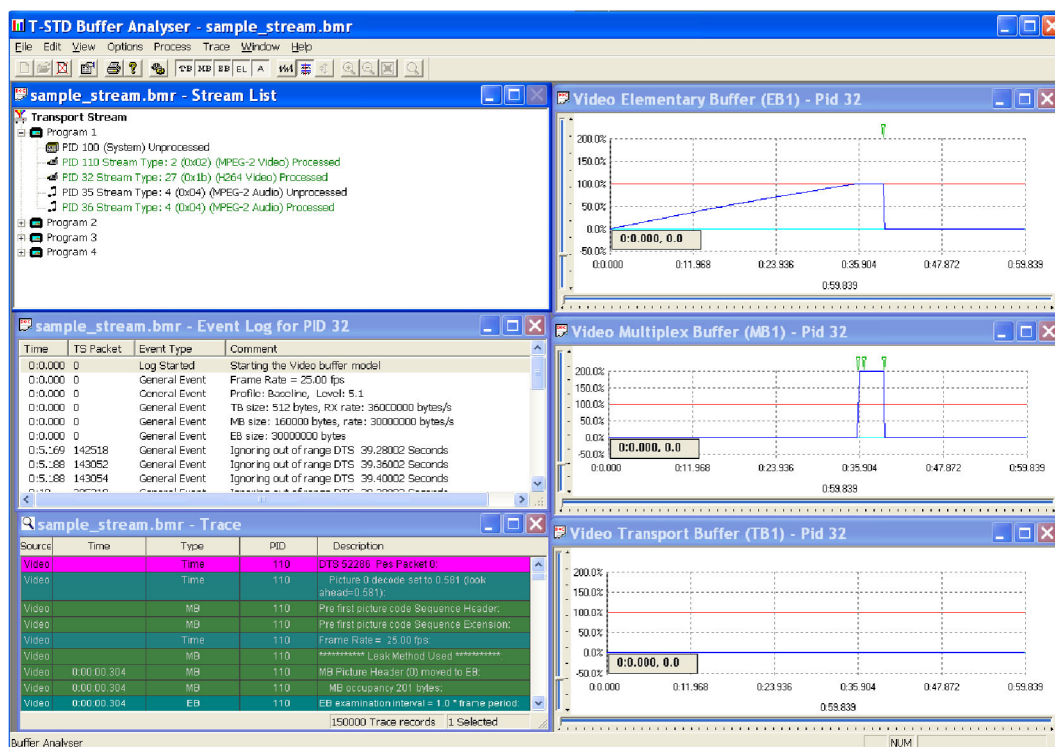 T-STD Buffer Analyser - sample_stream.bmr
File Edit View Options Process Trace Window Help
TB MB EB EL A
sample_stream.bmr - Stream List
Transport Stream
Program 1
PID 100 (System) Unprocessed
PID 110 Stream Type: 2 (0x02) (MPEG-2 Video) Processed
PID 32 Stream Type: 27 (0x1b) (H264 Video) Processed
PID 35 Stream Type: 4 (0x04) (MPEG-2 Audio) Unprocessed
PID 36 Stream Type: 4 (0x04) (MPEG-2 Audio) Processed
Program 2
Program 3
Program 4
sample_stream.bmr - Event Log for PID 32
Time TS Packet Event Type Comment
0:0.000 0 Log Started Starting the Video buffer model
0:0.000 0 General Event Frame Rate = 25.00 fps
0:0.000 0 General Event Profile: Baseline, Level: 5.1
0:0.000 0 General Event TB size: 512 bytes, RX rate: 36000000 bytes/s
0:0.000 0 General Event MB size: 160000 bytes, rate: 30000000 bytes/s
0:0.000 0 General Event EB size: 30000000 bytes
0:5.169 142518 General Event Ignoring out of range DTS 39.28002 Seconds
0:5.188 143052 General Event Ignoring out of range DTS 39.36002 Seconds
0:5.188 143054 General Event Ignoring out of range DTS 39.40002 Seconds
sample_stream.bmr - Trace
Source Time Type PID Description
Video Time 110 DTS 52286 Pes Packet 0:
Video Time 110 Picture 0 decode set to 0.581 (look
ahead=0.581):
Video MB 110 Pre first picture code Sequence Header:
Video MB 110 Pre first picture code Sequence Extension:
Video Time 110 Frame Rate = 25.00 fps:
Video MB 110 *********** Leak Method Used ***********
Video 0:00:00.304 MB 110 MB Picture Header (0) moved to EB:
Video 0:00:00.304 MB 110 MB occupancy 201 bytes:
Video 0:00:00.304 EB 110 EB examination interval = 1.0 * frame period:
150000 Trace records 1 Selected
Video Elementary Buffer (EB1) - Pid 32
200.0%
150.0%
100.0%
50.0%
0.0%
-50.0%
0:0.000, 0.0
0:0.000 0:11.968 0:23.936 0:35.904 0:47.872 0:59.839
0:59.839
Video Multiplex Buffer (MB1) - Pid 32
200.0%
150.0%
100.0%
50.0%
0.0%
-50.0%
0:0.000, 0.0
0:0.000 0:11.968 0:23.936 0:35.904 0:47.872 0:59.839
0:59.839
Video Transport Buffer (TB1) - Pid 32
200.0%
150.0%
100.0%
50.0%
0.0%
-50.0%
0:0.000, 0.0
0:0.000 0:11.968 0:23.936 0:35.904 0:47.872 0:59.839
0:59.839
Buffer Analyser NUM